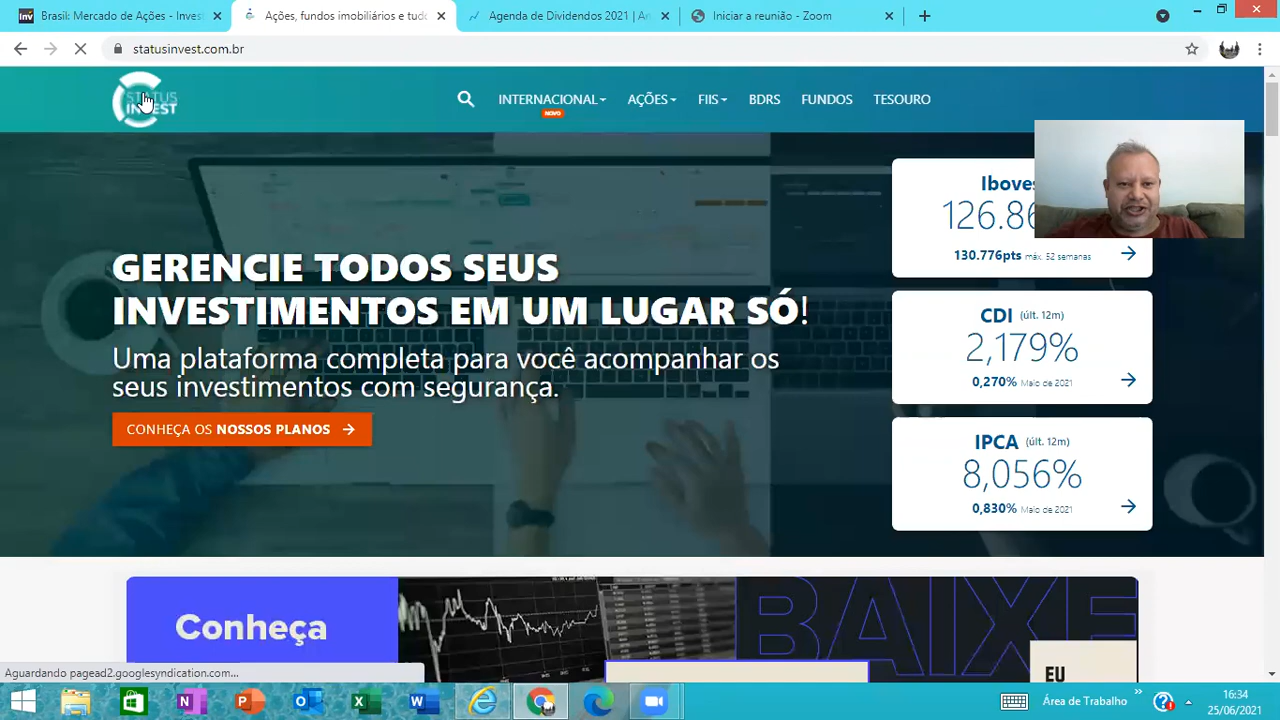 Brasil: Mercado de Ações - Invest
Ações, fundos imobiliários e tudo
Agenda de Dividendos 2021 | An
Iniciar a reunião - Zoom
statusinvest.com.br
STATUS
INVEST
INTERNACIONAL
NOVO
AÇÕES
FIIS
BDRS
FUNDOS
TESOURO
GERENCIE TODOS SEUS
INVESTIMENTOS EM UM LUGAR SÓ!
Uma plataforma completa para você acompanhar os
seus investimentos com segurança.
CONHEÇA OS NOSSOS PLANOS
Iboves
126.86
130.776pts máx. 52 semanas
CDI (últ. 12m)
2,179%
0,270% Maio de 2021
IPCA (últ. 12m)
8,056%
0,830% Maio de 2021
Conheça
BAIXE
EU
Aguardando pagead2.googlesyndication.com...
Área de Trabalho
16:34
25/06/2021